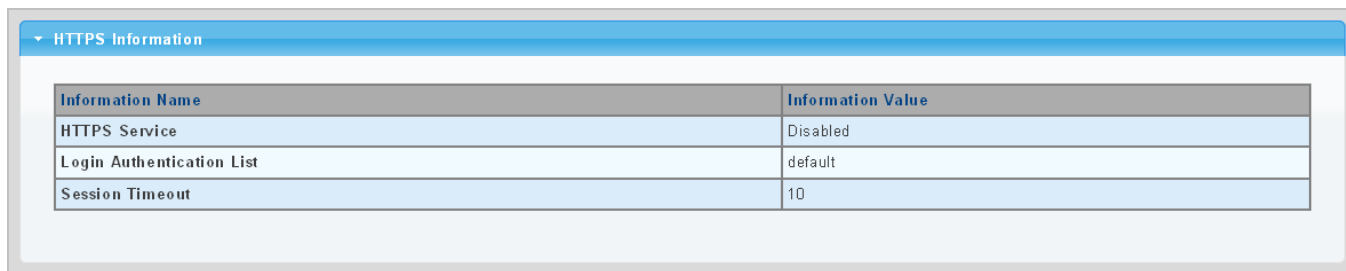 HTTPS Information
Information Name Information Value
HTTPS Service Disabled
Login Authentication List default
Session Timeout 10